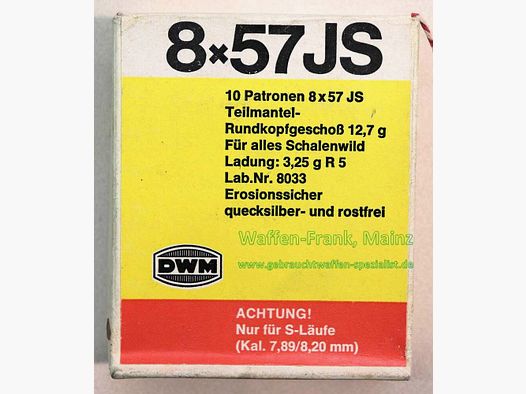 8×57JS
10 Patronen 8x57 JS
Teilmantel-
Rundkopfgeschoß 12,7 g
Für alles Schalenwild
Ladung: 3,25 g R 5
Lab.Nr. 8033
Erosionssicher
quecksilber- und rostfrei
Waffen-Frank, Mainz
www.gebrauchtwaffen-spezialist.de
DWM
ACHTUNG!
Nur für S-Läufe
(Kal. 7,89/8,20 mm)